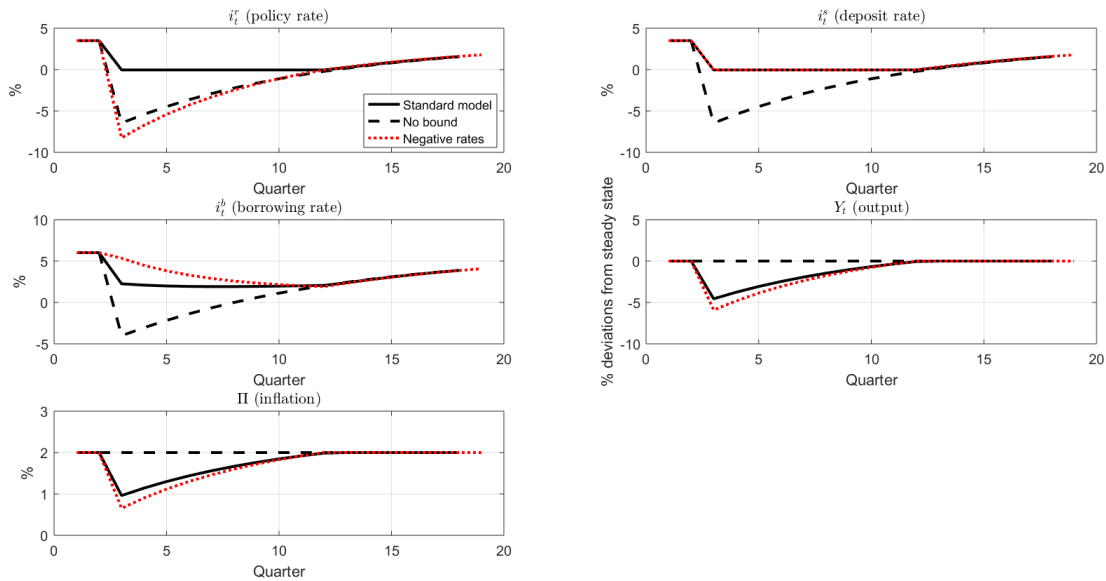 i_t^r (policy rate)
5
0
-5
-10
%
0 5 10 15 20
Quarter
Standard model
No bound
Negative rates
i_t^s (deposit rate)
5
0
-5
-10
%
0 5 10 15 20
Quarter
i_t^b (borrowing rate)
10
5
0
-5
%
0 5 10 15 20
Quarter
Y_t (output)
5
0
-5
-10
% deviations from steady state
0 5 10 15 20
Quarter
Π (inflation)
3
2
1
0
%
0 5 10 15 20
Quarter